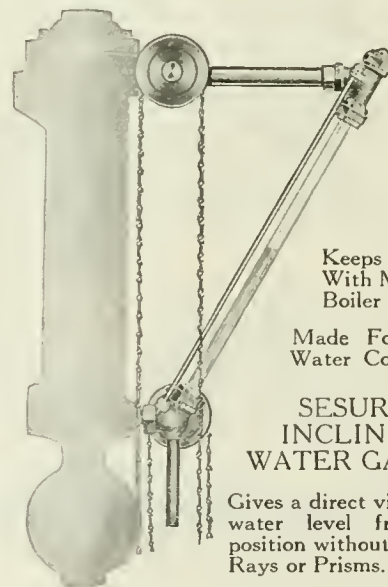 Keeps
With M
Boiler
Made Fo
Water Co
SESUR
INCLIN
WATER GA
Gives a direct vi
water level fr
position without
Rays or Prisms.